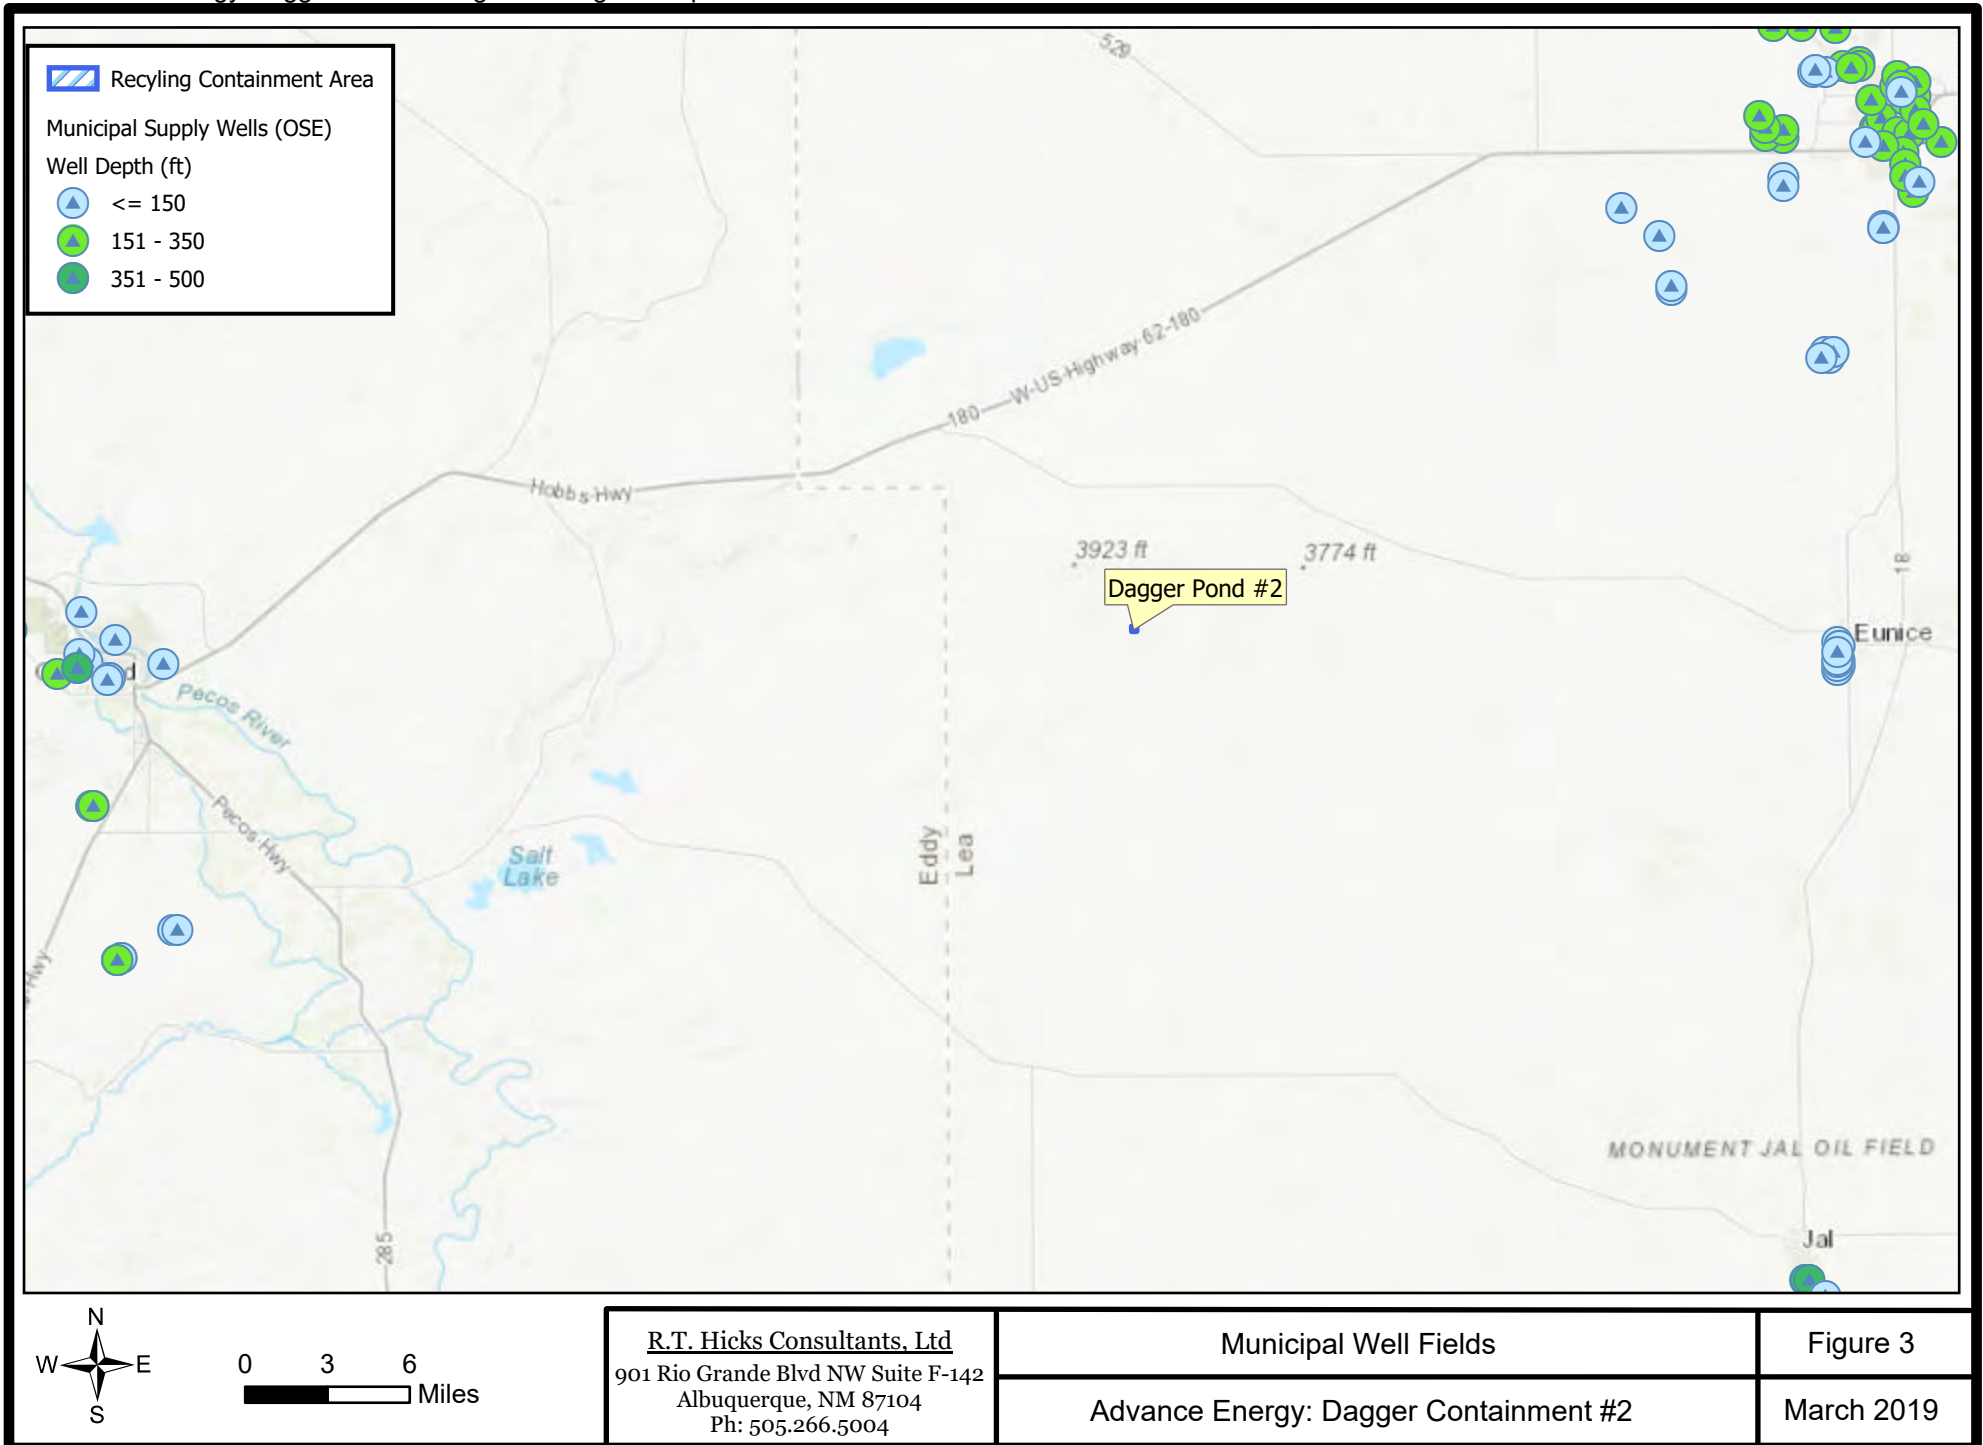 Recyling Containment Area
Municipal Supply Wells (OSE)
Well Depth (ft)
<= 150
151 - 350
351 - 500
529
180
W-US-Highway-62-180
Hobbs Hwy
3923 ft
3774 ft
Dagger Pond #2
18
Eunice
Pecos River
Pecos Hwy
Salt
Lake
Eddy
Lea
Hwy
285
MONUMENT JAL OIL FIELD
Jal
N
W
E
S
0 3 6
Miles
R.T. Hicks Consultants, Ltd
901 Rio Grande Blvd NW Suite F-142
Albuquerque, NM 87104
Ph: 505.266.5004
Municipal Well Fields
Advance Energy: Dagger Containment #2
Figure 3
March 2019